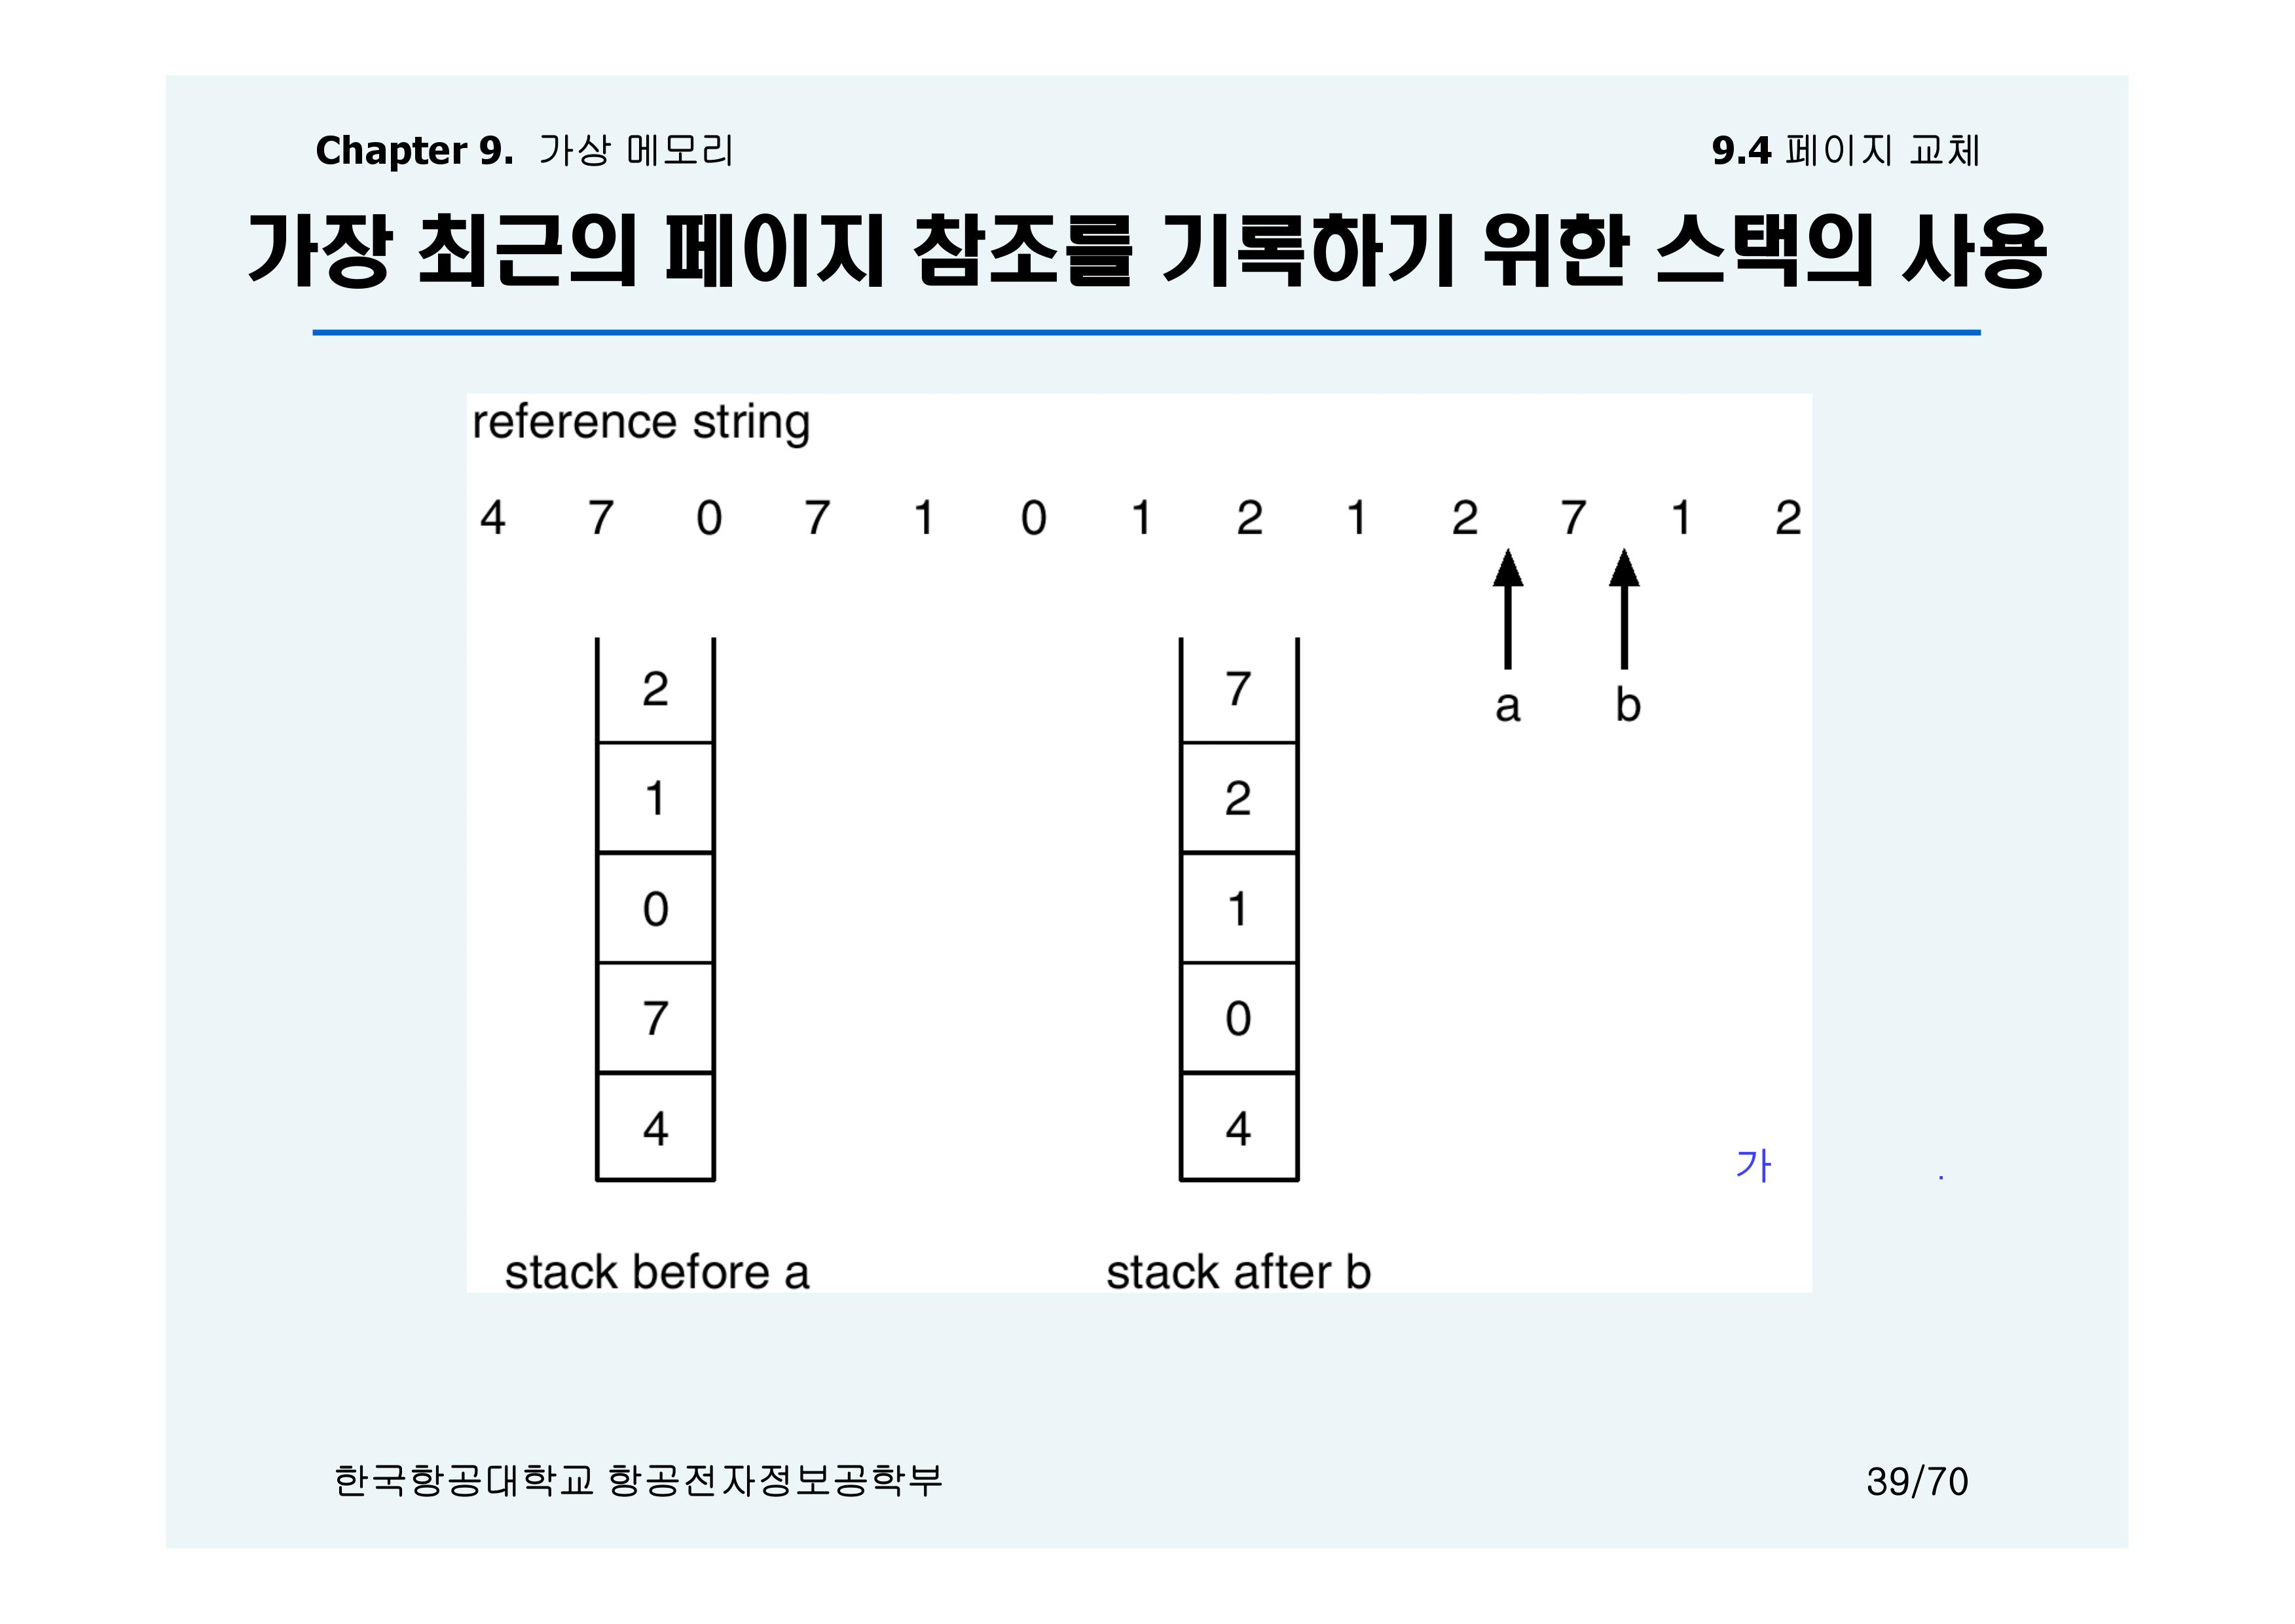 Chapter 9. 가상 메모리
9.4 페이지 교체
가장 최근의 페이지 참조를 기록하기 위한 스택의 사용
reference string
4 7 0 7 1 0 1 2 1 2 7 1 2
a b
2 7
1 2
0 1
7 0
4 4
가 .
stack before a
stack after b
한국항공대학교 항공전자정보공학부
39/70